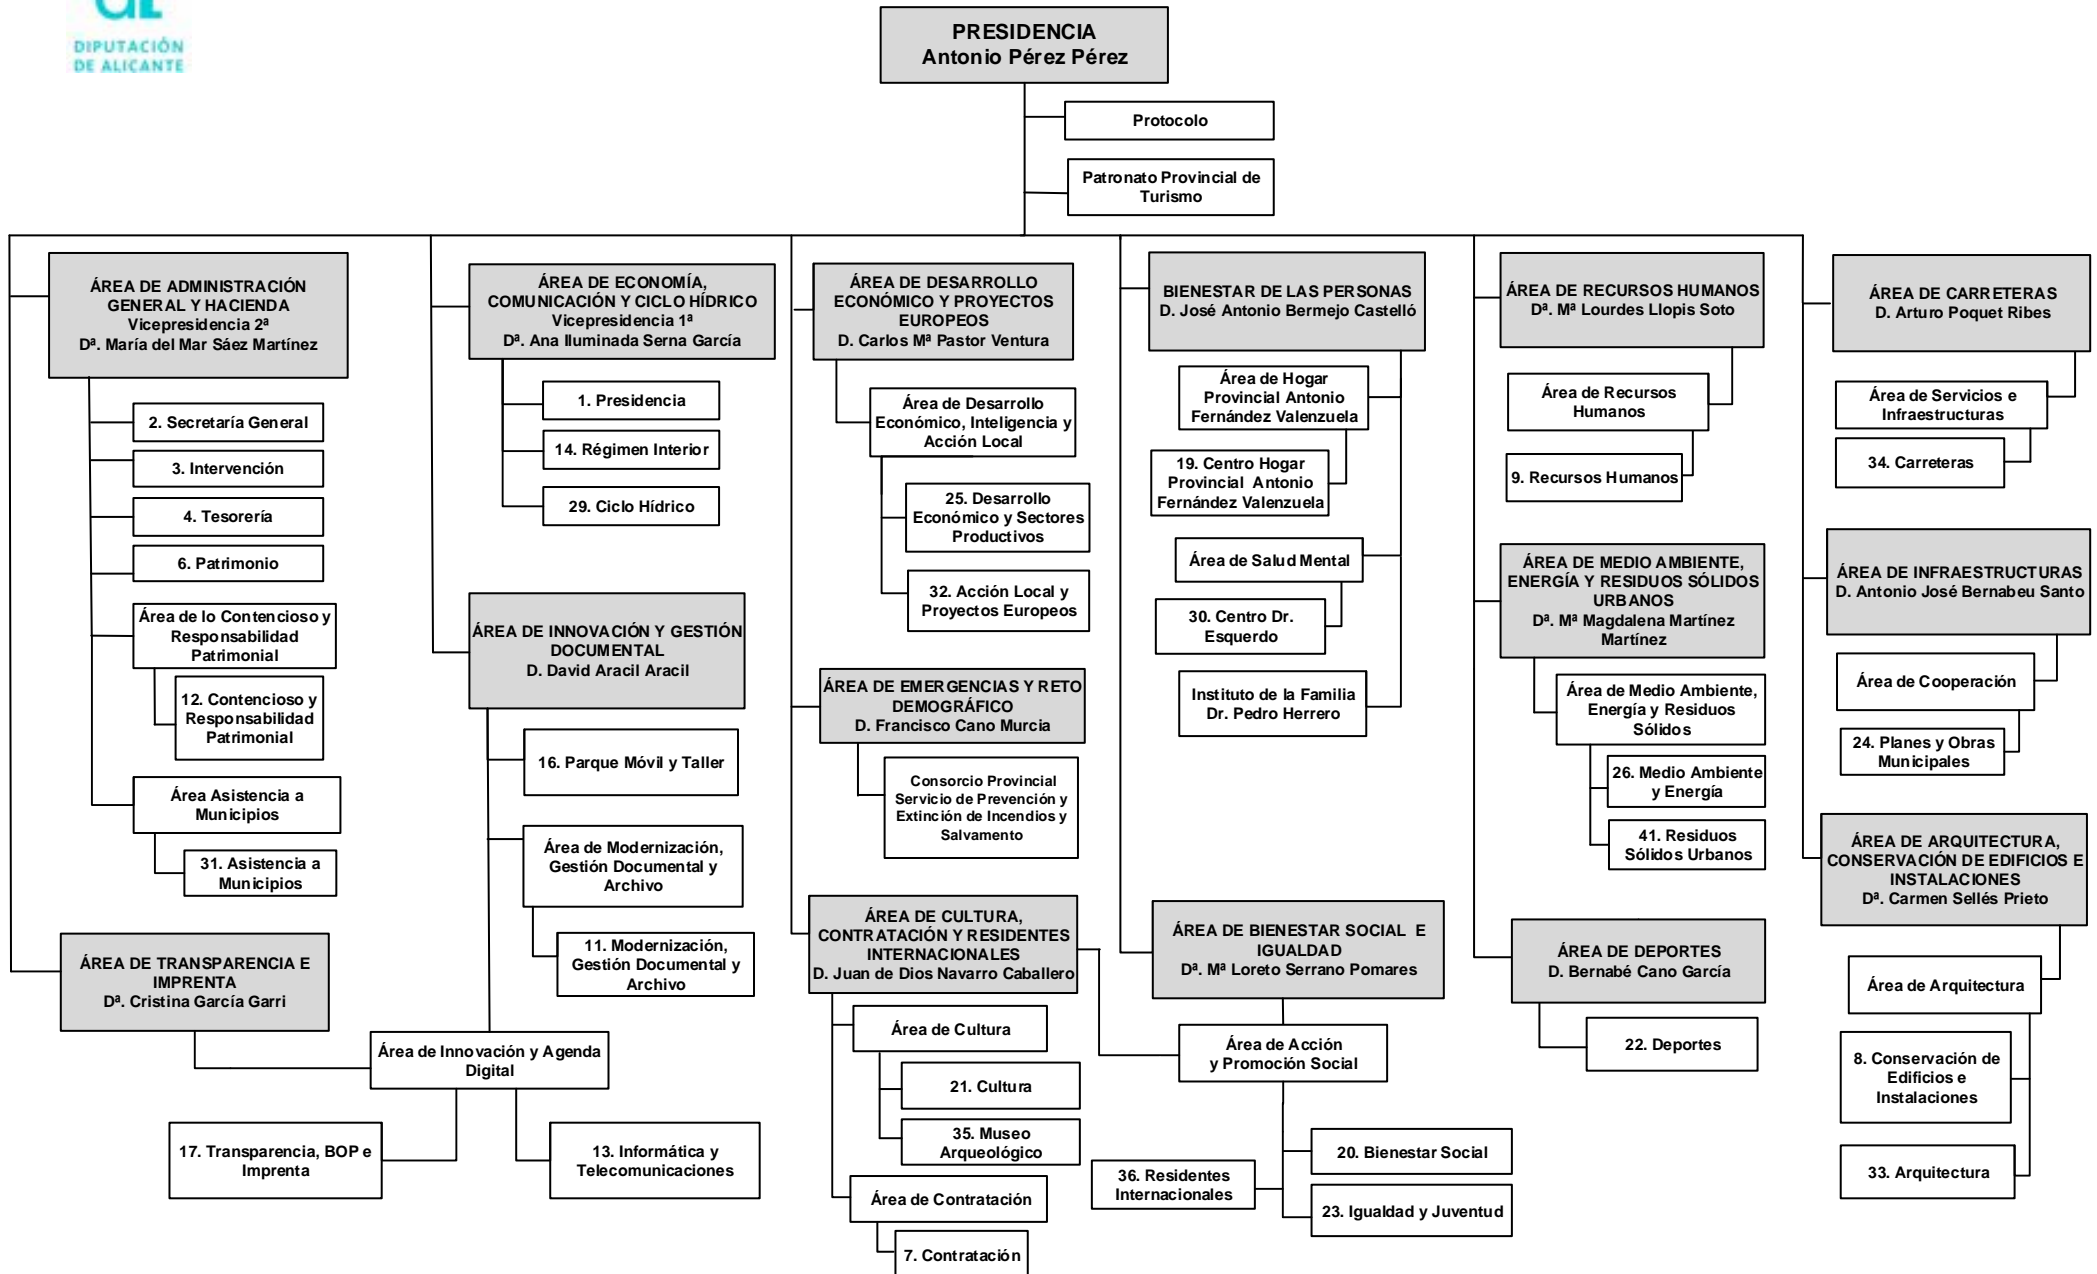 DIPUTACIÓN
DE ALICANTE
PRESIDENCIA
Antonio Pérez Pérez
Protocolo
Patronato Provincial de
Turismo
ÁREA DE ADMINISTRACIÓN
GENERAL Y HACIENDA
Vicepresidencia 2ª
Dª. María del Mar Sáez Martínez
2. Secretaría General
3. Intervención
4. Tesorería
6. Patrimonio
Área de lo Contencioso y
Responsabilidad
Patrimonial
12. Contencioso y
Responsabilidad
Patrimonial
Área Asistencia a
Municipios
31. Asistencia a
Municipios
ÁREA DE TRANSPARENCIA E
IMPRENTA
Dª. Cristina García Garri
ÁREA DE ECONOMÍA,
COMUNICACIÓN Y CICLO HÍDRICO
Vicepresidencia 1ª
Dª. Ana Iluminada Serna García
1. Presidencia
14. Régimen Interior
29. Ciclo Hídrico
ÁREA DE INNOVACIÓN Y GESTIÓN
DOCUMENTAL
D. David Aracil Aracil
16. Parque Móvil y Taller
Área de Modernización,
Gestión Documental y
Archivo
11. Modernización,
Gestión Documental y
Archivo
Área de Innovación y Agenda
Digital
17. Transparencia, BOP e
Imprenta
13. Informática y
Telecomunicaciones
ÁREA DE DESARROLLO
ECONÓMICO Y PROYECTOS
EUROPEOS
D. Carlos Mª Pastor Ventura
Área de Desarrollo
Económico, Inteligencia y
Acción Local
25. Desarrollo
Económico y Sectores
Productivos
32. Acción Local y
Proyectos Europeos
ÁREA DE EMERGENCIAS Y RETO
DEMOGRÁFICO
D. Francisco Cano Murcia
Consorcio Provincial
Servicio de Prevención y
Extinción de Incendios y
Salvamento
ÁREA DE CULTURA,
CONTRATACIÓN Y RESIDENTES
INTERNACIONALES
D. Juan de Dios Navarro Caballero
Área de Cultura
21. Cultura
35. Museo
Arqueológico
Área de Contratación
7. Contratación
BIENESTAR DE LAS PERSONAS
D. José Antonio Bermejo Castelló
Área de Hogar
Provincial Antonio
Fernández Valenzuela
19. Centro Hogar
Provincial Antonio
Fernández Valenzuela
Área de Salud Mental
30. Centro Dr.
Esquerdo
Instituto de la Familia
Dr. Pedro Herrero
ÁREA DE BIENESTAR SOCIAL E
IGUALDAD
Dª. Mª Loreto Serrano Pomares
Área de Acción
y Promoción Social
20. Bienestar Social
36. Residentes
Internacionales
23. Igualdad y Juventud
ÁREA DE RECURSOS HUMANOS
Dª. Mª Lourdes Llopis Soto
Área de Recursos
Humanos
9. Recursos Humanos
ÁREA DE MEDIO AMBIENTE,
ENERGÍA Y RESIDUOS SÓLIDOS
URBANOS
Dª. Mª Magdalena Martínez
Martínez
Área de Medio Ambiente,
Energía y Residuos
Sólidos
26. Medio Ambiente
y Energía
41. Residuos
Sólidos Urbanos
ÁREA DE DEPORTES
D. Bernabé Cano García
22. Deportes
ÁREA DE CARRETERAS
D. Arturo Poquet Ribes
Área de Servicios e
Infraestructuras
34. Carreteras
ÁREA DE INFRAESTRUCTURAS
D. Antonio José Bernabeu Santo
Área de Cooperación
24. Planes y Obras
Municipales
ÁREA DE ARQUITECTURA,
CONSERVACIÓN DE EDIFICIOS E
INSTALACIONES
Dª. Carmen Sellés Prieto
Área de Arquitectura
8. Conservación de
Edificios e
Instalaciones
33. Arquitectura